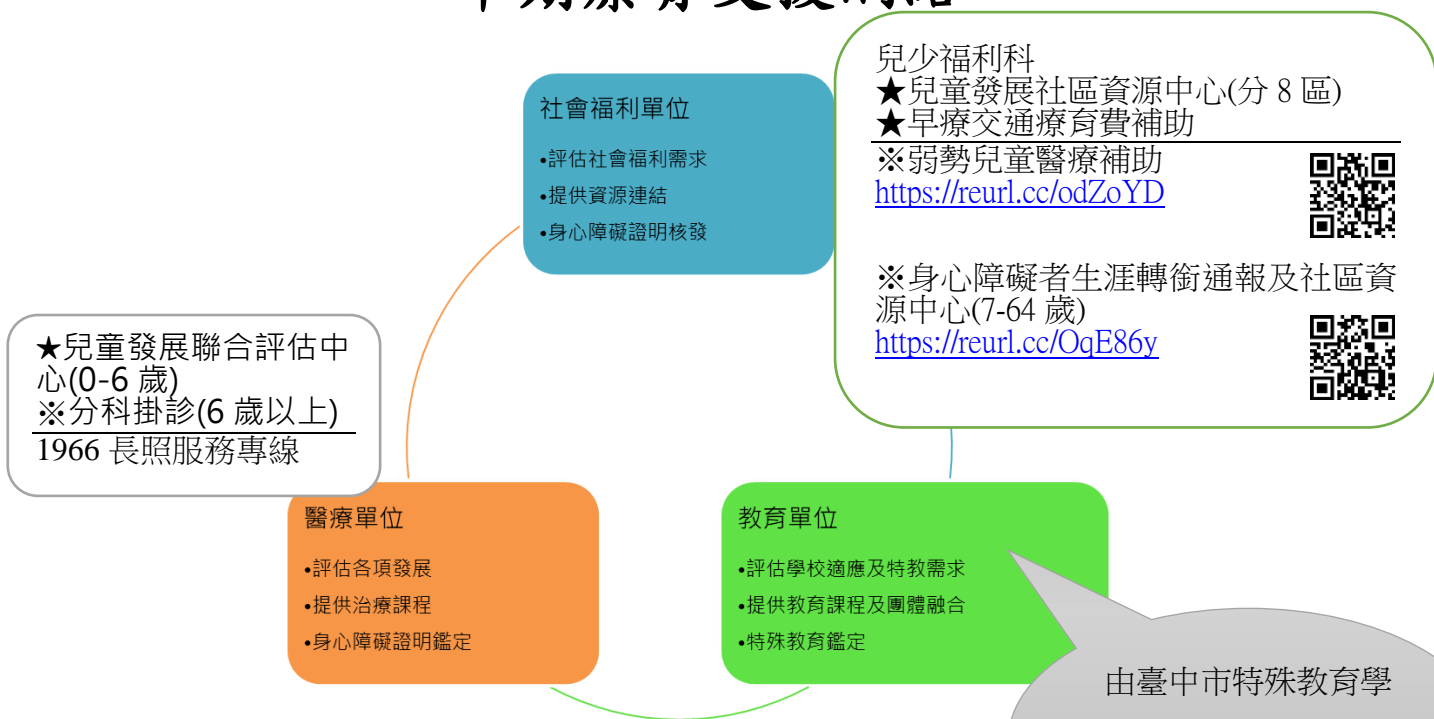 早期療育支援網絡
社會福利單位
•評估社會福利需求
•提供資源連結
•身心障礙證明核發
兒少福利科
★兒童發展社區資源中心(分 8 區)
★早療交通療育費補助
※弱勢兒童醫療補助
https://reurl.cc/odZoYD
※身心障礙者生涯轉銜通報及社區資
源中心(7-64 歲)
https://reurl.cc/OqE86y
★兒童發展聯合評估中
心(0-6 歲)
※分科掛診(6 歲以上)
1966 長照服務專線
醫療單位
•評估各項發展
•提供治療課程
•身心障礙證明鑑定
教育單位
•評估學校適應及特教需求
•提供教育課程及團體融合
•特殊教育鑑定
由臺中市特殊教育學